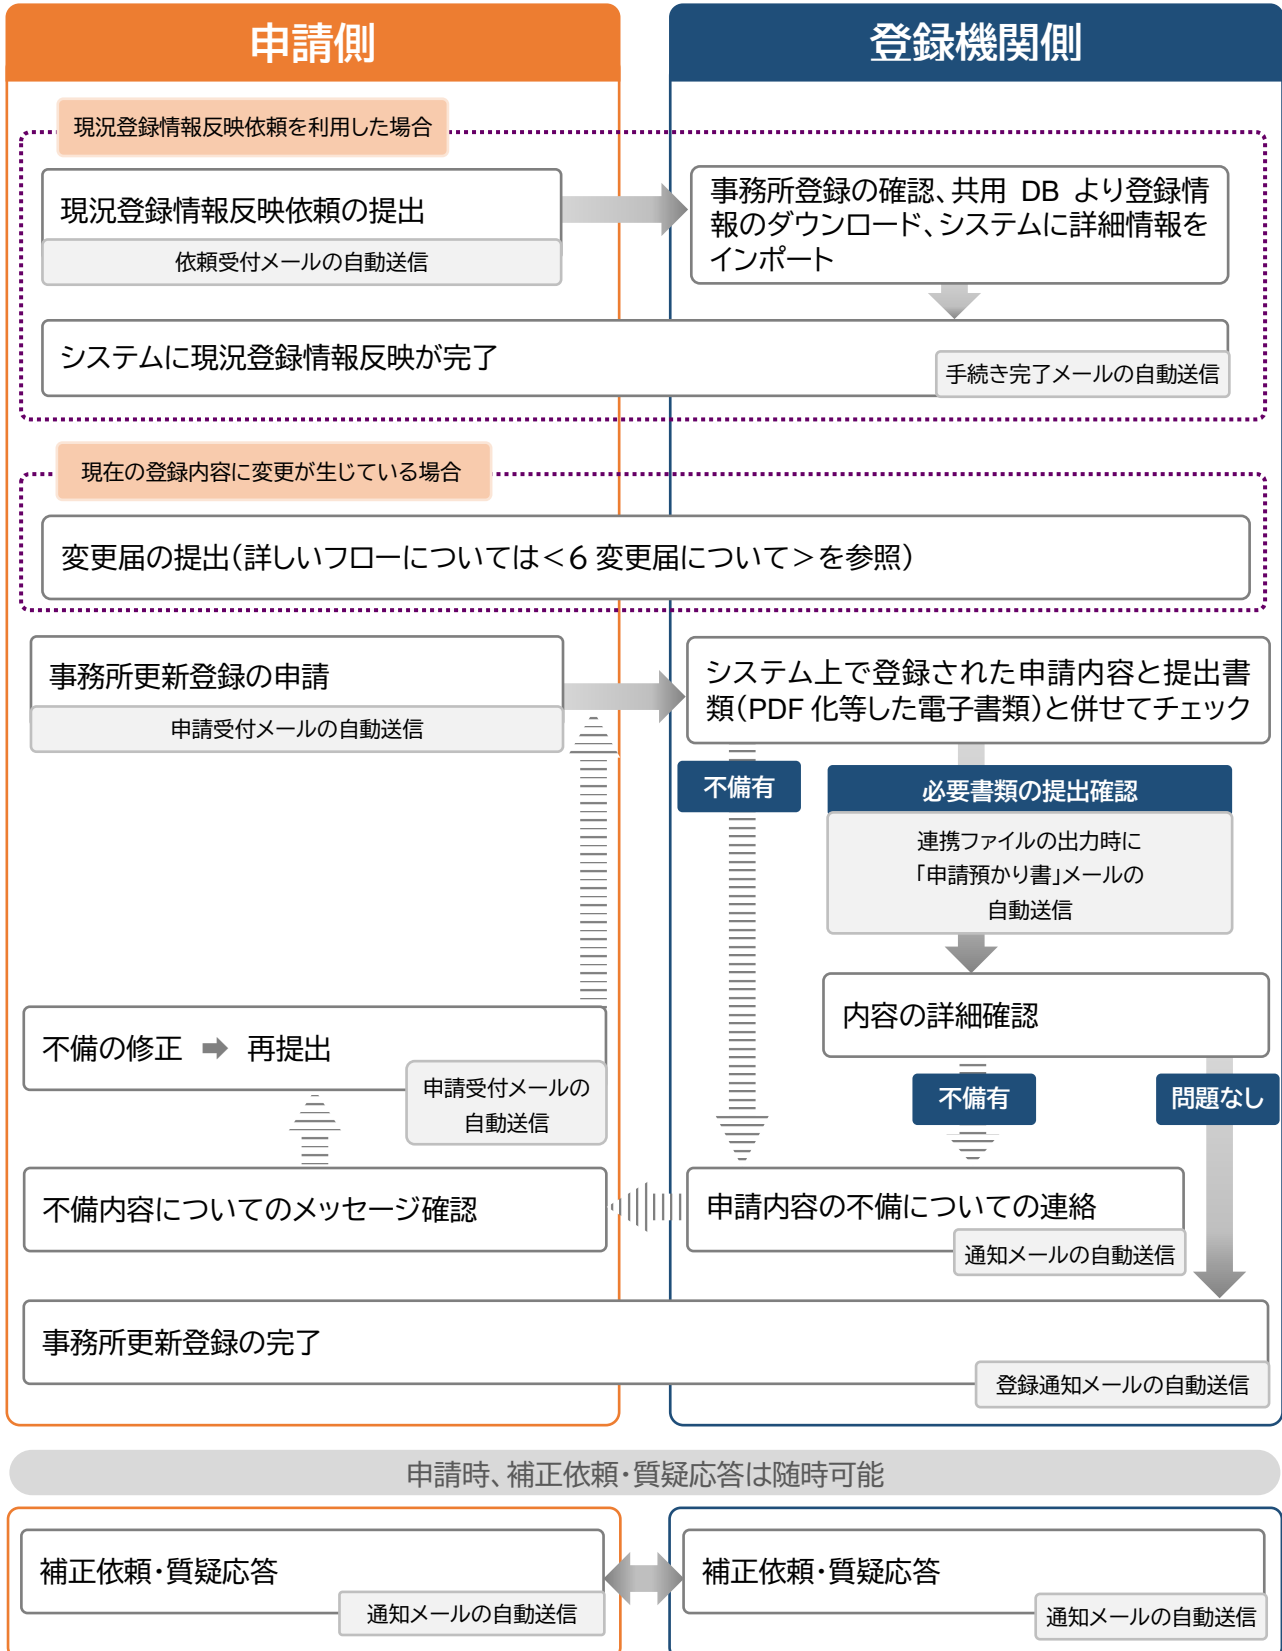 申請側
登録機関側
現況登録情報反映依頼を利用した場合
現況登録情報反映依頼の提出
依頼受付メールの自動送信
事務所登録の確認、共用 DB より登録情
報のダウンロード、システムに詳細情報を
インポート
システムに現況登録情報反映が完了
手続き完了メールの自動送信
現在の登録内容に変更が生じている場合
変更届の提出(詳しいフローについては<6 変更届について>を参照)
事務所更新登録の申請
申請受付メールの自動送信
システム上で登録された申請内容と提出書
類(PDF 化等した電子書類)と併せてチェック
不備有
必要書類の提出確認
連携ファイルの出力時に
「申請預かり書」メールの
自動送信
内容の詳細確認
不備の修正 ➡ 再提出
申請受付メールの
自動送信
不備有
問題なし
不備内容についてのメッセージ確認
申請内容の不備についての連絡
通知メールの自動送信
事務所更新登録の完了
登録通知メールの自動送信
申請時、補正依頼・質疑応答は随時可能
補正依頼・質疑応答
通知メールの自動送信
補正依頼・質疑応答
通知メールの自動送信